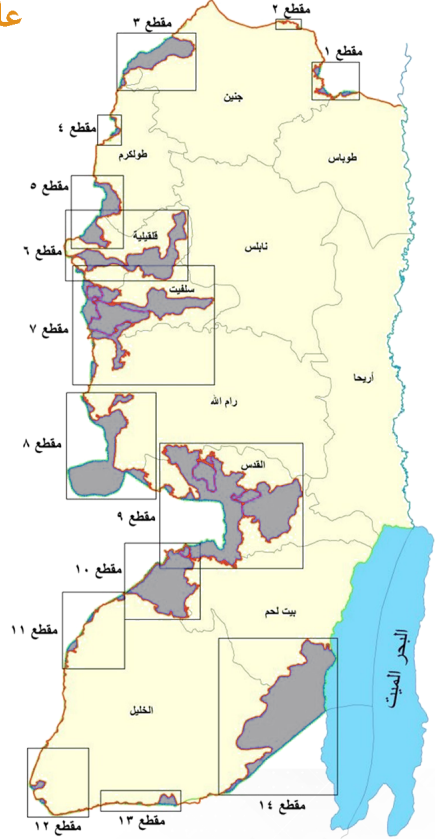 عا
مقطع ٢
مقطع ٣
مقطع ١
جنين
مقطع ٤
طولكرم
طوباس
مقطع ٥
قلقيلية
مقطع ٦
نابلس
سلفيت
مقطع ٧
أريحا
رام الله
مقطع ٨
القدس
مقطع ٩
مقطع ١٠
بيت لحم
مقطع ١١
البحر الميت
الخليل
مقطع ١٤
مقطع ١٣
مقطع ١٢